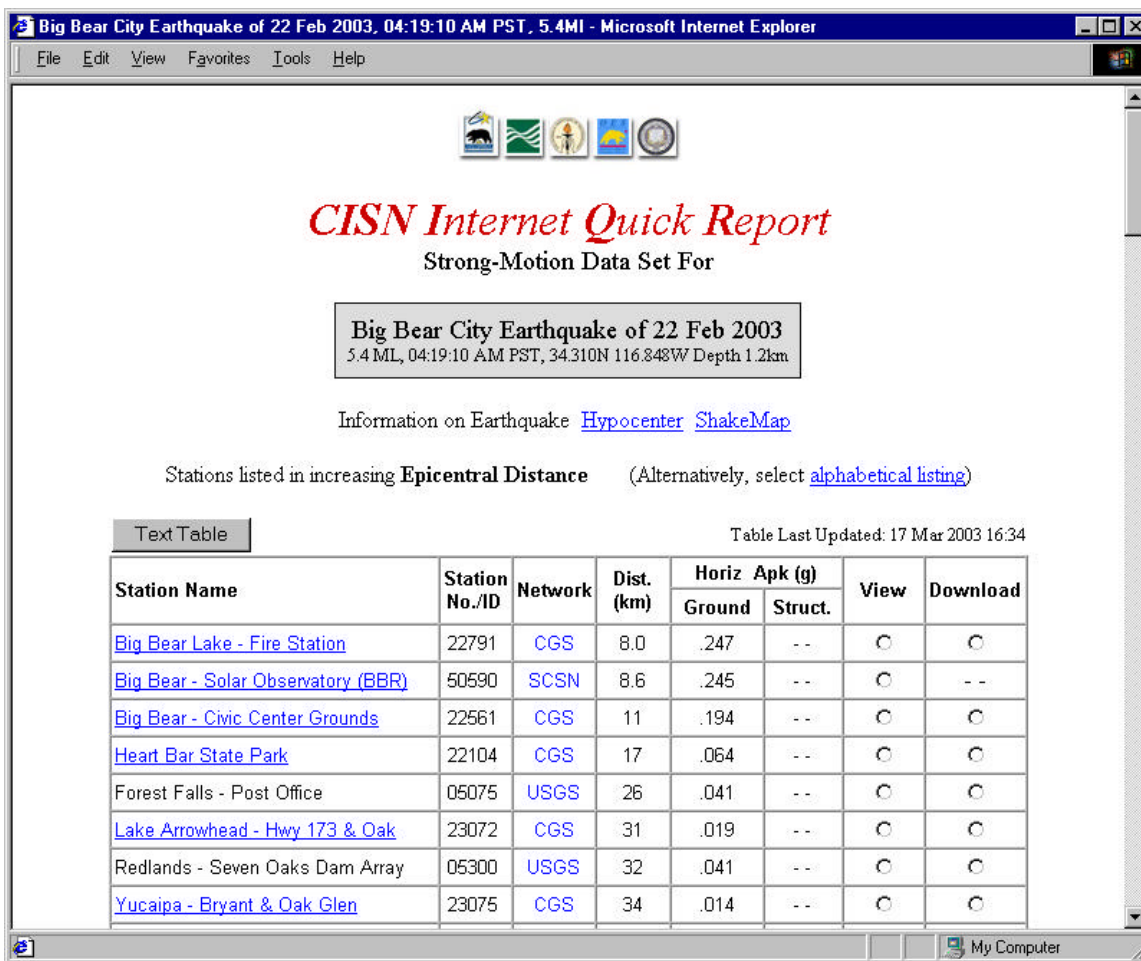 Big Bear City Earthquake of 22 Feb 2003, 04:19:10 AM PST, 5.4Ml - Microsoft Internet Explorer
File Edit View Favorites Tools Help
CISN Internet Quick Report
Strong-Motion Data Set For
Big Bear City Earthquake of 22 Feb 2003
5.4 ML, 04:19:10 AM PST, 34.310N 116.848W Depth 1.2km
Information on Earthquake Hypocenter ShakeMap
Stations listed in increasing Epicentral Distance (Alternatively, select alphabetical listing)
Text Table Table Last Updated: 17 Mar 2003 16:34
Station Name Station No./ID Network Dist. (km) Horiz Apk (g) Ground Struct. View Download
Big Bear Lake - Fire Station 22791 CGS 8.0 .247 - -
Big Bear - Solar Observatory (BBR) 50590 SCSN 8.6 .245 - - - -
Big Bear - Civic Center Grounds 22561 CGS 11 .194 - -
Heart Bar State Park 22104 CGS 17 .064 - -
Forest Falls - Post Office 05075 USGS 26 .041 - -
Lake Arrowhead - Hwy 173 & Oak 23072 CGS 31 .019 - -
Redlands - Seven Oaks Dam Array 05300 USGS 32 .041 - -
Yucaipa - Bryant & Oak Glen 23075 CGS 34 .014 - -
My Computer